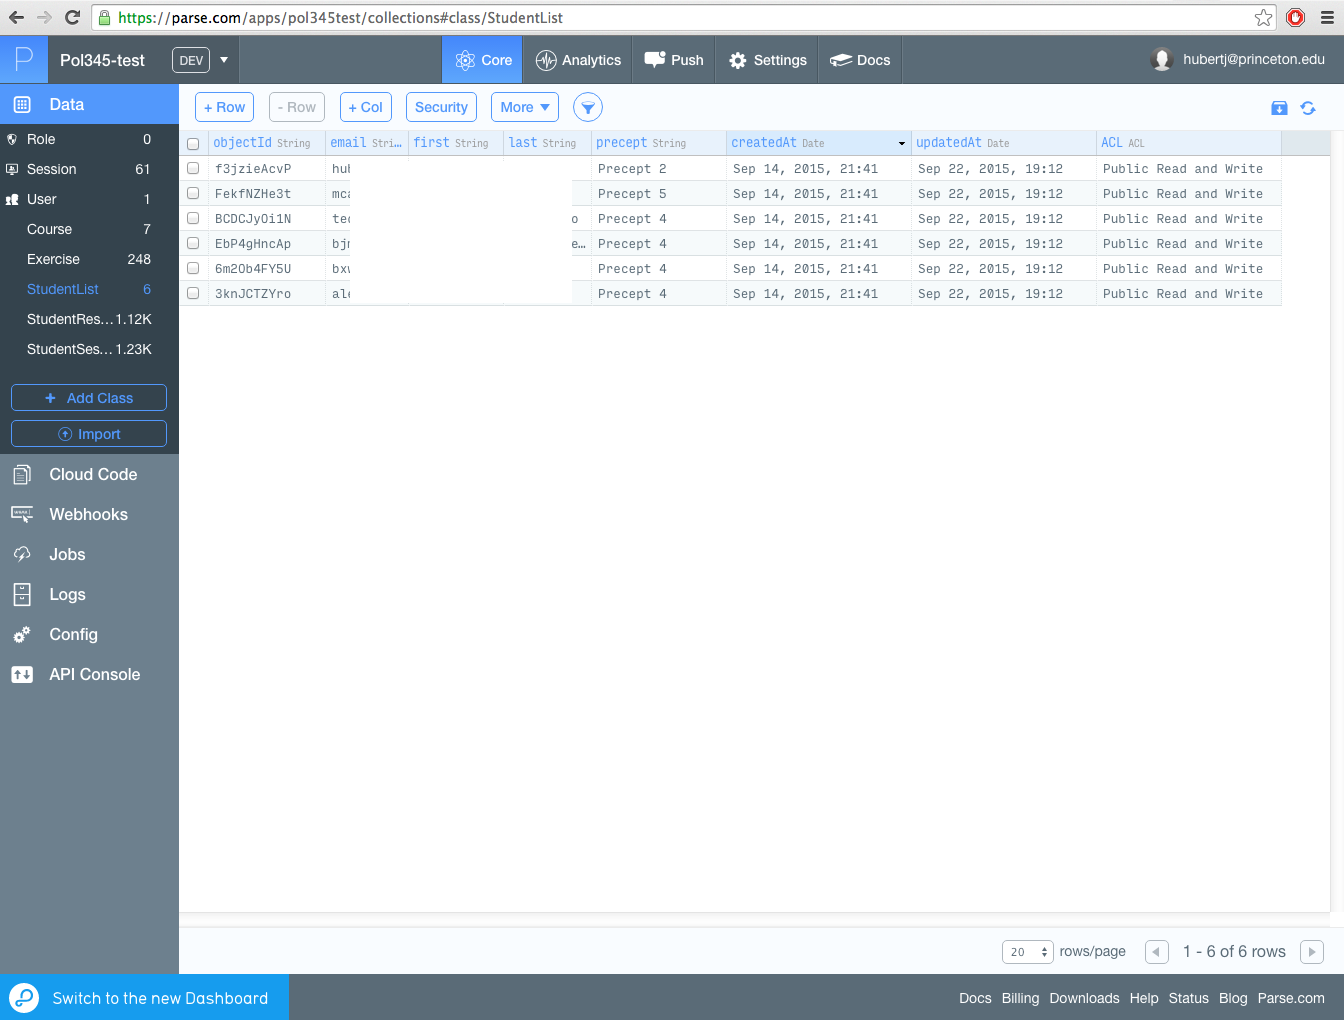 https://parse.com/apps/pol345test/collections#class/StudentList
Pol345-test DEV Core Analytics Push Settings Docs hubertj@princeton.edu
Data
+ Row - Row + Col Security More
Role 0
Session 61
User 1
Course 7
Exercise 248
StudentList 6
StudentRes... 1.12K
StudentSes... 1.23K
+ Add Class
Import
Cloud Code
Webhooks
Jobs
Logs
Config
API Console
objectId String email Stri... first String last String precept String createdAt Date updatedAt Date ACL ACL
f3jzieAcvP Precept 2 Sep 14, 2015, 21:41 Sep 22, 2015, 19:12 Public Read and Write
FekfNZHe3t Precept 5 Sep 14, 2015, 21:41 Sep 22, 2015, 19:12 Public Read and Write
BCDCJyOi1N Precept 4 Sep 14, 2015, 21:41 Sep 22, 2015, 19:12 Public Read and Write
EbP4gHncAp Precept 4 Sep 14, 2015, 21:41 Sep 22, 2015, 19:12 Public Read and Write
6m2Ob4FY5U Precept 4 Sep 14, 2015, 21:41 Sep 22, 2015, 19:12 Public Read and Write
3knJCTZYro Precept 4 Sep 14, 2015, 21:41 Sep 22, 2015, 19:12 Public Read and Write
20 rows/page 1 - 6 of 6 rows
Switch to the new Dashboard
Docs Billing Downloads Help Status Blog Parse.com